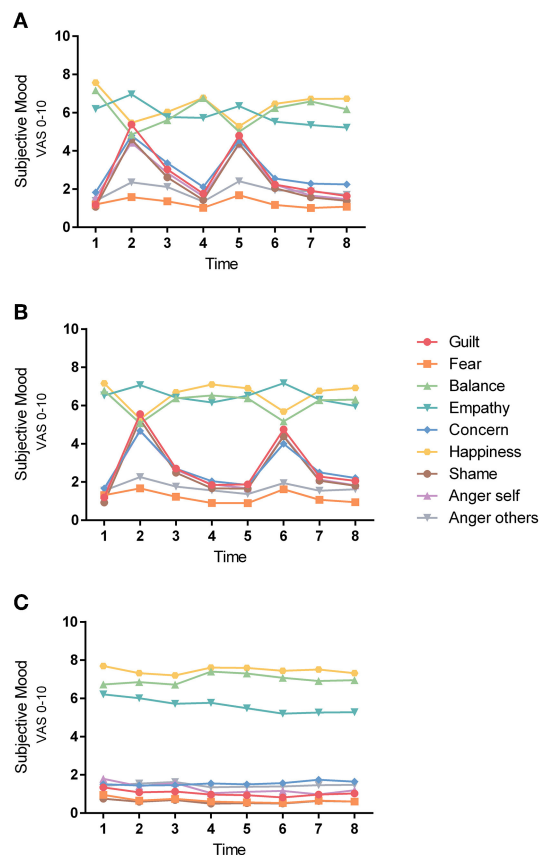 A
Subjective Mood
VAS 0-10
10
8
6
4
2
0
1 2 3 4 5 6 7 8
Time
B
Subjective Mood
VAS 0-10
10
8
6
4
2
0
1 2 3 4 5 6 7 8
Time
Guilt
Fear
Balance
Empathy
Concern
Happiness
Shame
Anger self
Anger others
C
Subjective Mood
VAS 0-10
10
8
6
4
2
0
1 2 3 4 5 6 7 8
Time